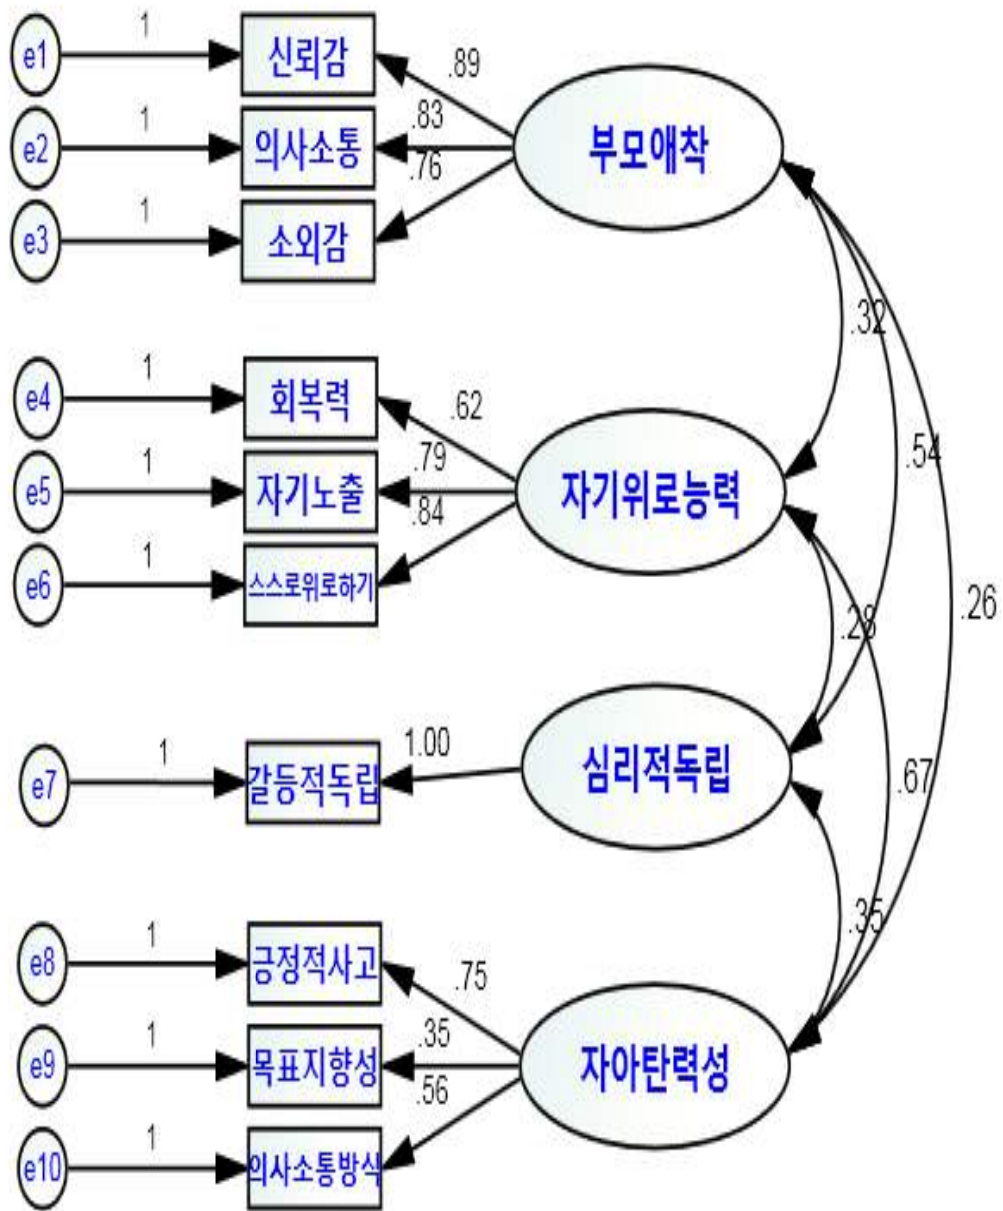 e1
1
신뢰감
.89
부모애착
e2
1
의사소통
.83
e3
1
소외감
.76
.32
.54
.26
e4
1
회복력
.62
자기위로능력
e5
1
자기노출
.79
e6
1
스스로위로하기
.84
.28
.67
e7
1
갈등적독립
1.00
심리적독립
.35
e8
1
긍정적사고
.75
자아탄력성
e9
1
목표지향성
.35
e10
1
의사소통방식
.56